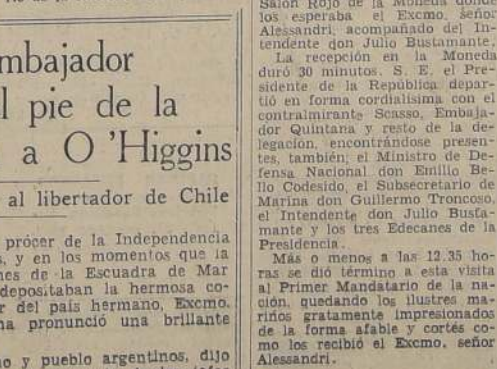 mbajador
l pie de la
a O'Higgins
al libertador de Chile
prócer de la Independencia
s, y en los momentos que la
nes de la Escuadra de Mar
depositaban la hermosa co-
r del país hermano, Excmo.
na pronunció una brillante
no y pueblo argentinos, dijo
Salón Rojo de la Moneda donde
los esperaba el Excmo. señor
Alessandri, acompañado del In-
tendente don Julio Bustamante.
La recepción en la Moneda
duró 30 minutos. S. E. el Pre-
sidente de la República depar-
tió en forma cordialísima con el
contralmirante Scasso, Embaja-
dor Quintana y resto de la de-
legación, encontrándose presen-
tes, también, el Ministro de De-
fensa Nacional don Emilio Be-
llo Codesido, el Subsecretario de
Marina don Guillermo Troncoso,
el Intendente don Julio Busta-
mante y los tres Edecanes de la
Presidencia.
Más o menos a las 12.35 ho-
ras se dió término a esta visita
al Primer Mandatario de la na-
ción, quedando los ilustres ma-
rinos gratamente impresionados
de la forma afable y cortés co-
mo los recibió el Excmo. señor
Alessandri.